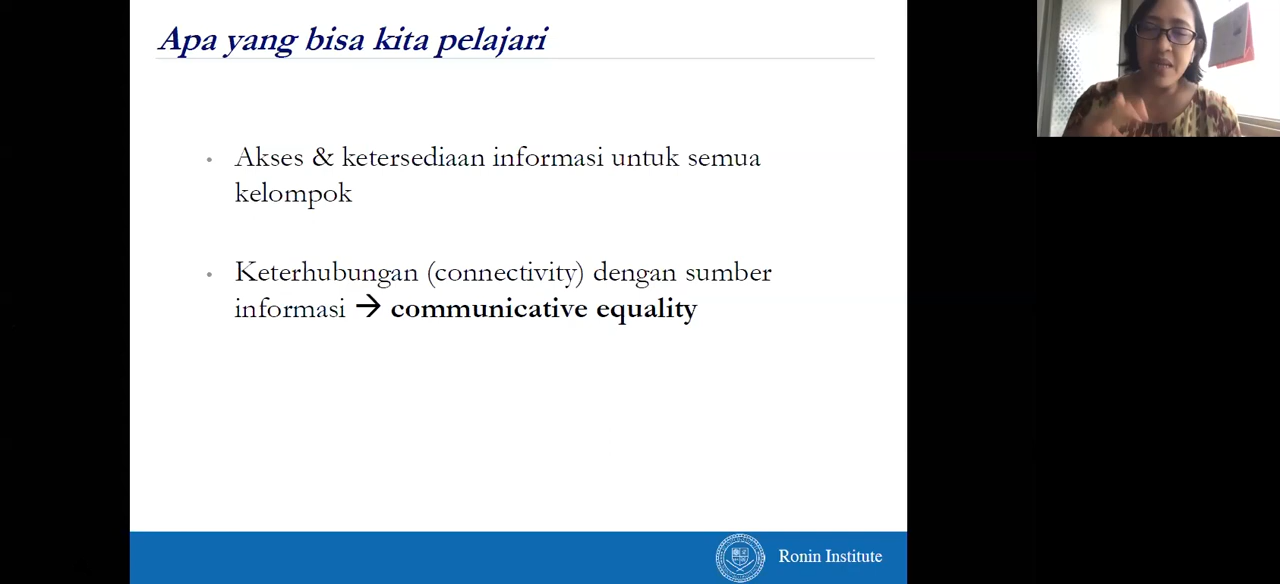 Apa yang bisa kita pelajari
• Akses & ketersediaan informasi untuk semua
kelompok
• Keterhubungan (connectivity) dengan sumber
informasi → communicative equality
Ronin Institute